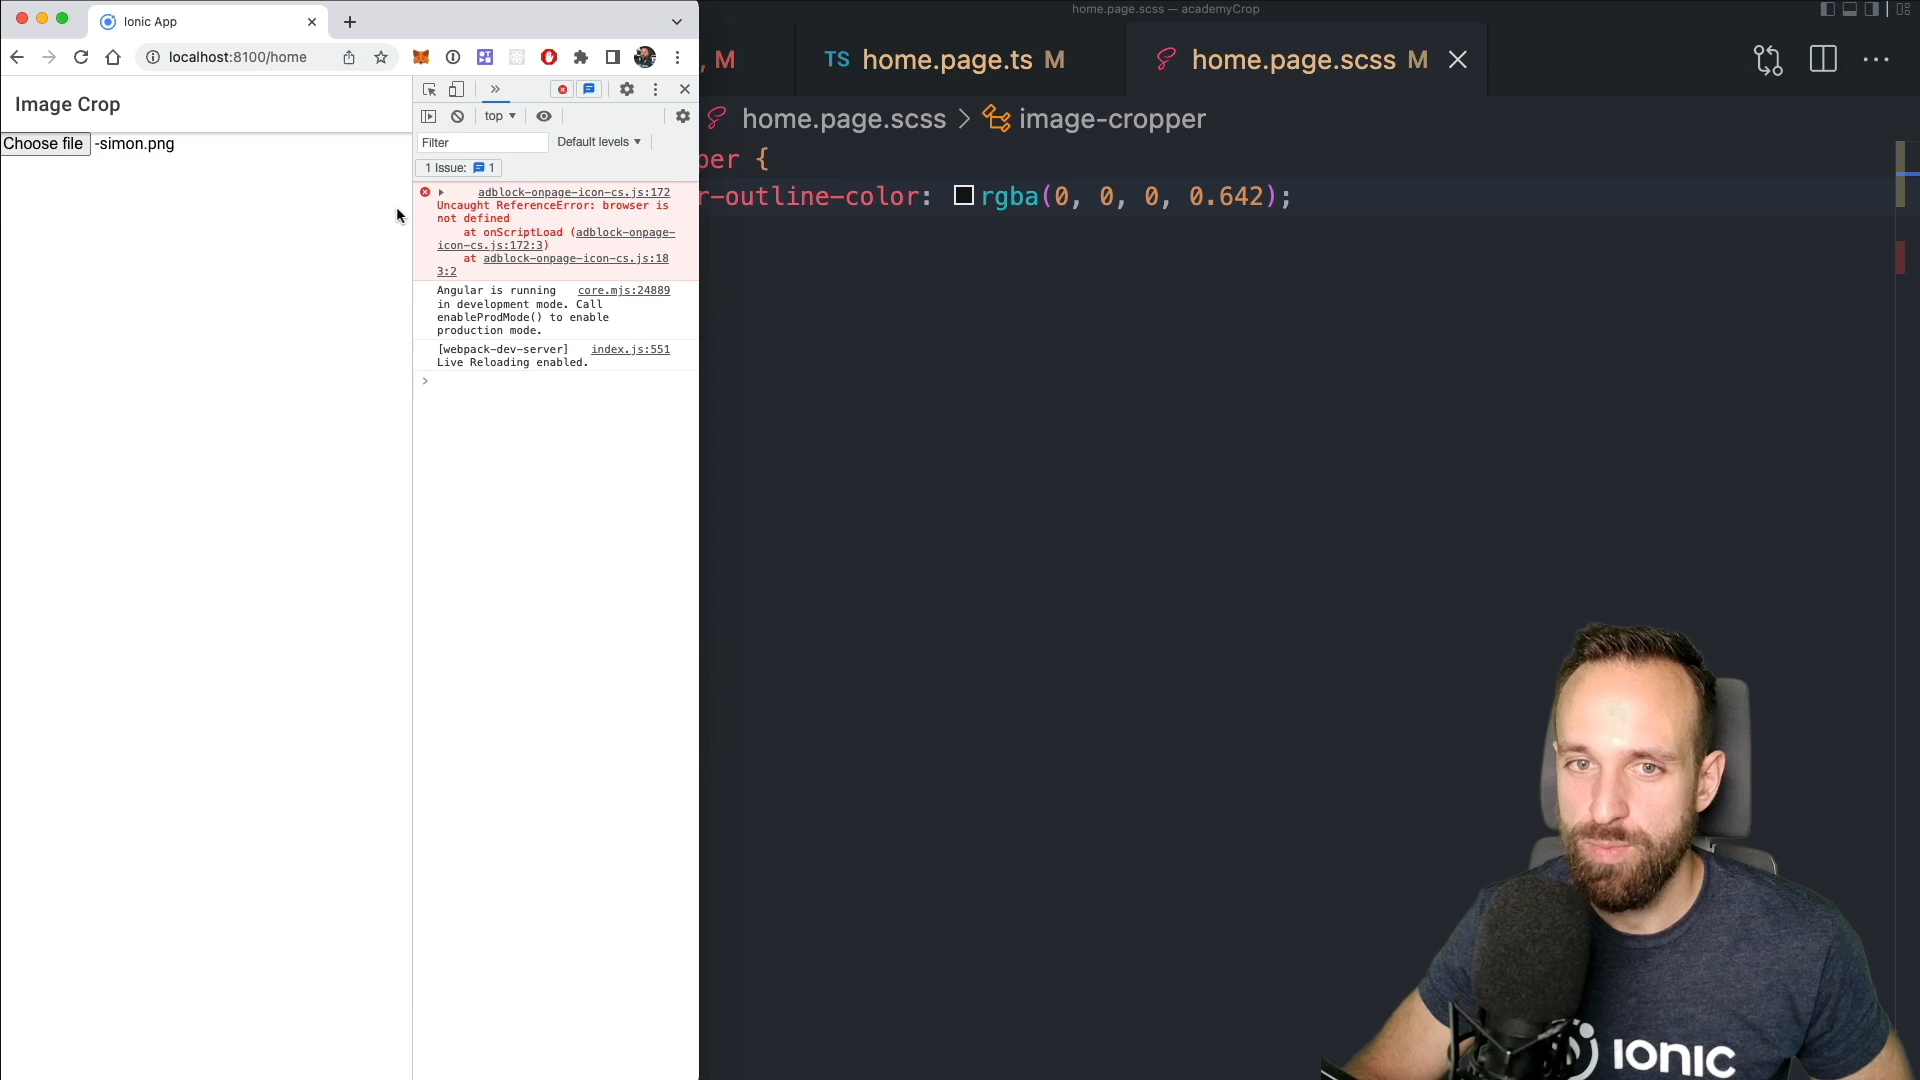 home.page.scss — academyCrop
Ionic App
localhost:8100/home
Image Crop
Choose file -simon.png
top
Filter
Default levels
1 Issue: 1
adblock-onpage-icon-cs.js:172
Uncaught ReferenceError: browser is
not defined
at onScriptLoad (adblock-onpage-
icon-cs.js:172:3)
at adblock-onpage-icon-cs.js:18
3:2
Angular is running core.mjs:24889
in development mode. Call
enableProdMode() to enable
production mode.
[webpack-dev-server] index.js:551
Live Reloading enabled.
, M
TS home.page.ts M
home.page.scss M
home.page.scss > image-cropper
per {
r-outline-color: rgba(0, 0, 0, 0.642);
IONIC